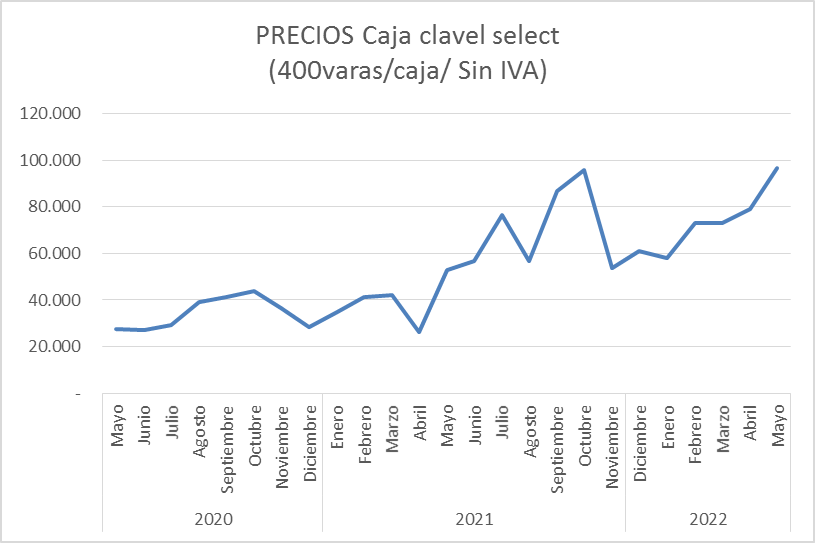 PRECIOS Caja clavel select
(400varas/caja/ Sin IVA)
120.000
100.000
80.000
60.000
40.000
20.000
-
Mayo
Junio
Julio
Agosto
Septiembre
Octubre
Noviembre
Diciembre
Enero
Febrero
Marzo
Abril
Mayo
Junio
Julio
Agosto
Septiembre
Octubre
Noviembre
Diciembre
Enero
Febrero
Marzo
Abril
Mayo
2020
2021
2022